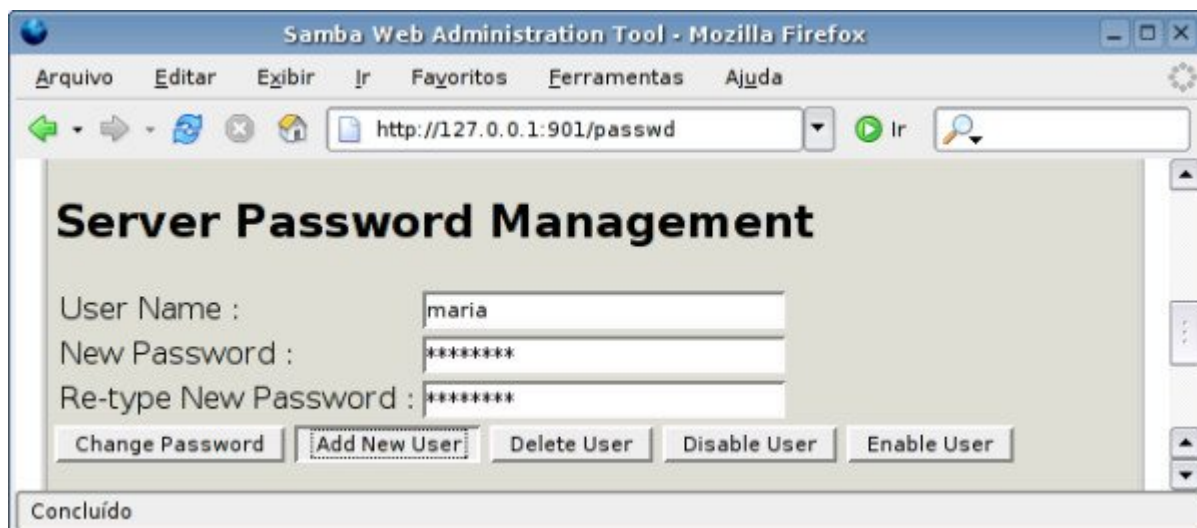 Samba Web Administration Tool - Mozilla Firefox
Arquivo Editar Exibir Ir Favoritos Ferramentas Ajuda
http://127.0.0.1:901/passwd Ir
Server Password Management
User Name : maria
New Password : ********
Re-type New Password : ********
Change Password Add New User Delete User Disable User Enable User
Concluído